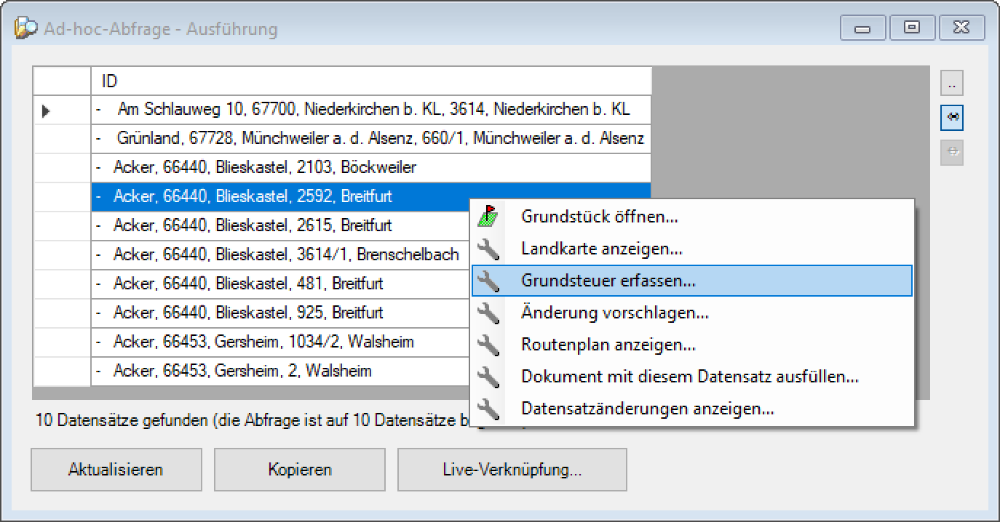 Ad-hoc-Abfrage - Ausführung
ID
- Am Schlauweg 10, 67700, Niederkirchen b. KL, 3614, Niederkirchen b. KL
- Grünland, 67728, Münchweiler a. d. Alsenz, 660/1, Münchweiler a. d. Alsenz
- Acker, 66440, Blieskastel, 2103, Böckweiler
- Acker, 66440, Blieskastel, 2592, Breitfurt
- Acker, 66440, Blieskastel, 2615, Breitfurt
- Acker, 66440, Blieskastel, 3614/1, Brenschelbach
- Acker, 66440, Blieskastel, 481, Breitfurt
- Acker, 66440, Blieskastel, 925, Breitfurt
- Acker, 66453, Gersheim, 1034/2, Walsheim
- Acker, 66453, Gersheim, 2, Walsheim
..
Grundstück öffnen...
Landkarte anzeigen...
Grundsteuer erfassen...
Änderung vorschlagen...
Routenplan anzeigen...
Dokument mit diesem Datensatz ausfüllen...
Datensatzänderungen anzeigen...
10 Datensätze gefunden (die Abfrage ist auf 10 Datensätze
Aktualisieren
Kopieren
Live-Verknüpfung...